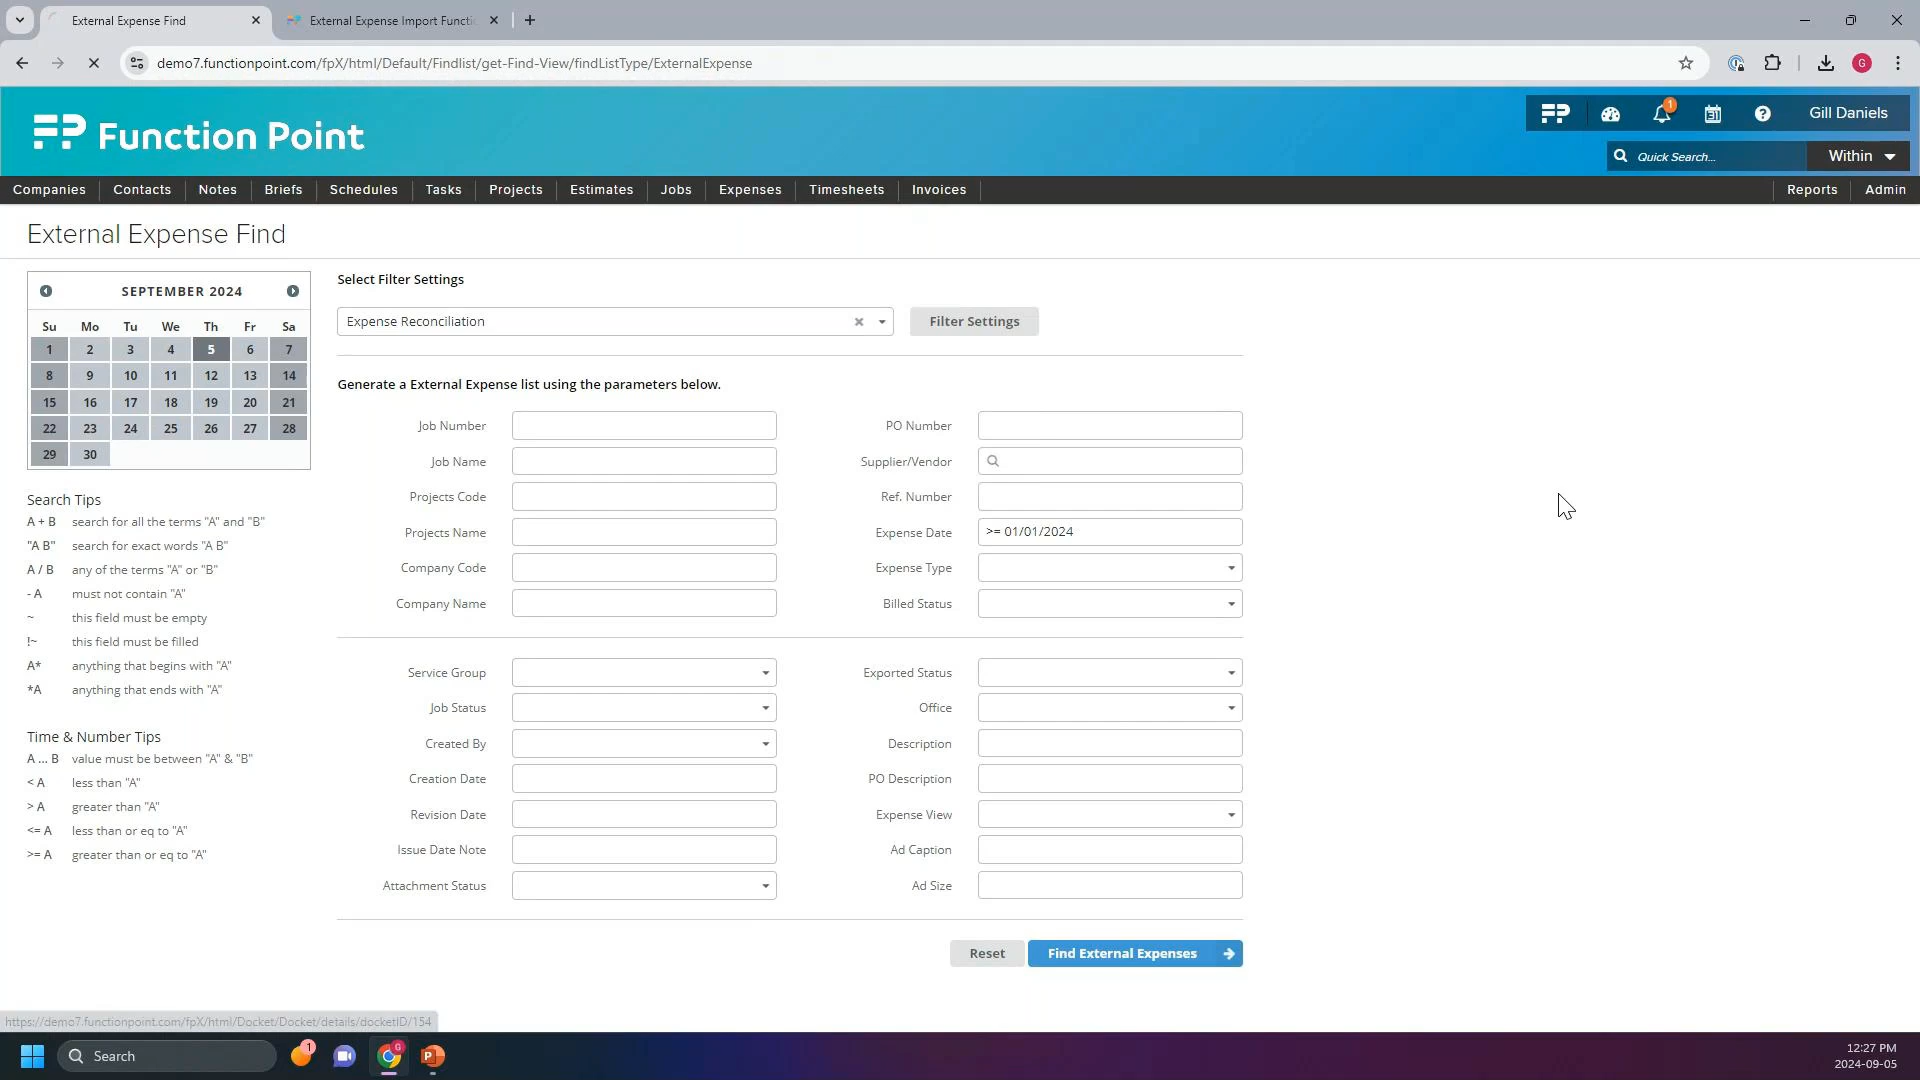 External Expense Find
External Expense Import Functi
demo7.functionpoint.com/fpX/html/Default/Findlist/get-Find-View/findListType/ExternalExpense
G
FP Function Point
FP
1
31
?
Gill Daniels
Quick Search...
Within
Companies
Contacts
Notes
Briefs
Schedules
Tasks
Projects
Estimates
Jobs
Expenses
Timesheets
Invoices
Reports
Admin
External Expense Find
SEPTEMBER 2024
Su Mo Tu We Th Fr Sa
1 2 3 4 5 6 7
8 9 10 11 12 13 14
15 16 17 18 19 20 21
22 23 24 25 26 27 28
29 30
Search Tips
A + B search for all the terms "A" and "B"
"A B" search for exact words "A B"
A / B any of the terms "A" or "B"
- A must not contain "A"
~ this field must be empty
!~ this field must be filled
A* anything that begins with "A"
*A anything that ends with "A"
Time & Number Tips
A ... B value must be between "A" & "B"
< A less than "A"
> A greater than "A"
<= A less than or eq to "A"
>= A greater than or eq to "A"
Select Filter Settings
Expense Reconciliation
Filter Settings
Generate a External Expense list using the parameters below.
Job Number
PO Number
Job Name
Supplier/Vendor
Projects Code
Ref. Number
Projects Name
Expense Date >= 01/01/2024
Company Code
Expense Type
Company Name
Billed Status
Service Group
Exported Status
Job Status
Office
Created By
Description
Creation Date
PO Description
Revision Date
Expense View
Issue Date Note
Ad Caption
Attachment Status
Ad Size
Reset
Find External Expenses
https://demo7.functionpoint.com/fpX/html/Docket/Docket/details/docketID/154
Search
1
G
P
12:27 PM
2024-09-05